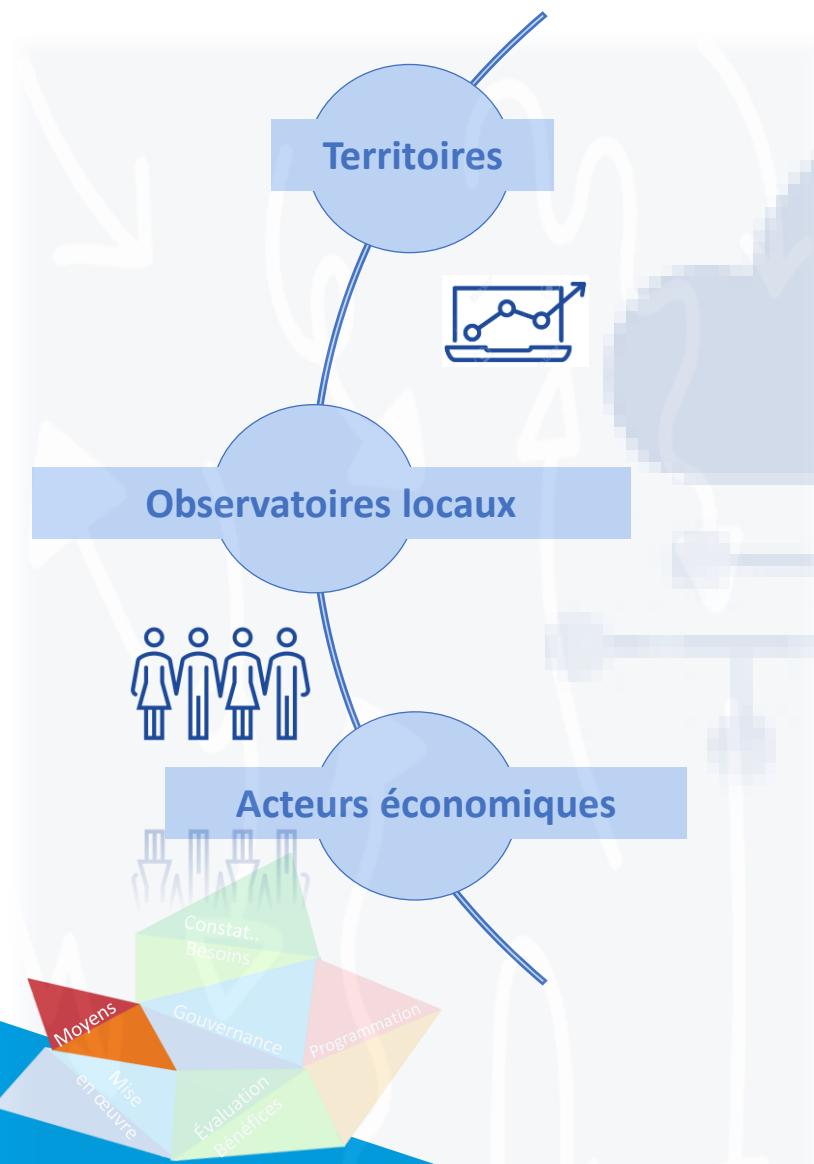 Territoires
Observatoires locaux
Acteurs économiques
Constat..
Besoins
Moyens
Gouvernance
Programmation
Mise
en œuvre
Évaluation
Bénéfices